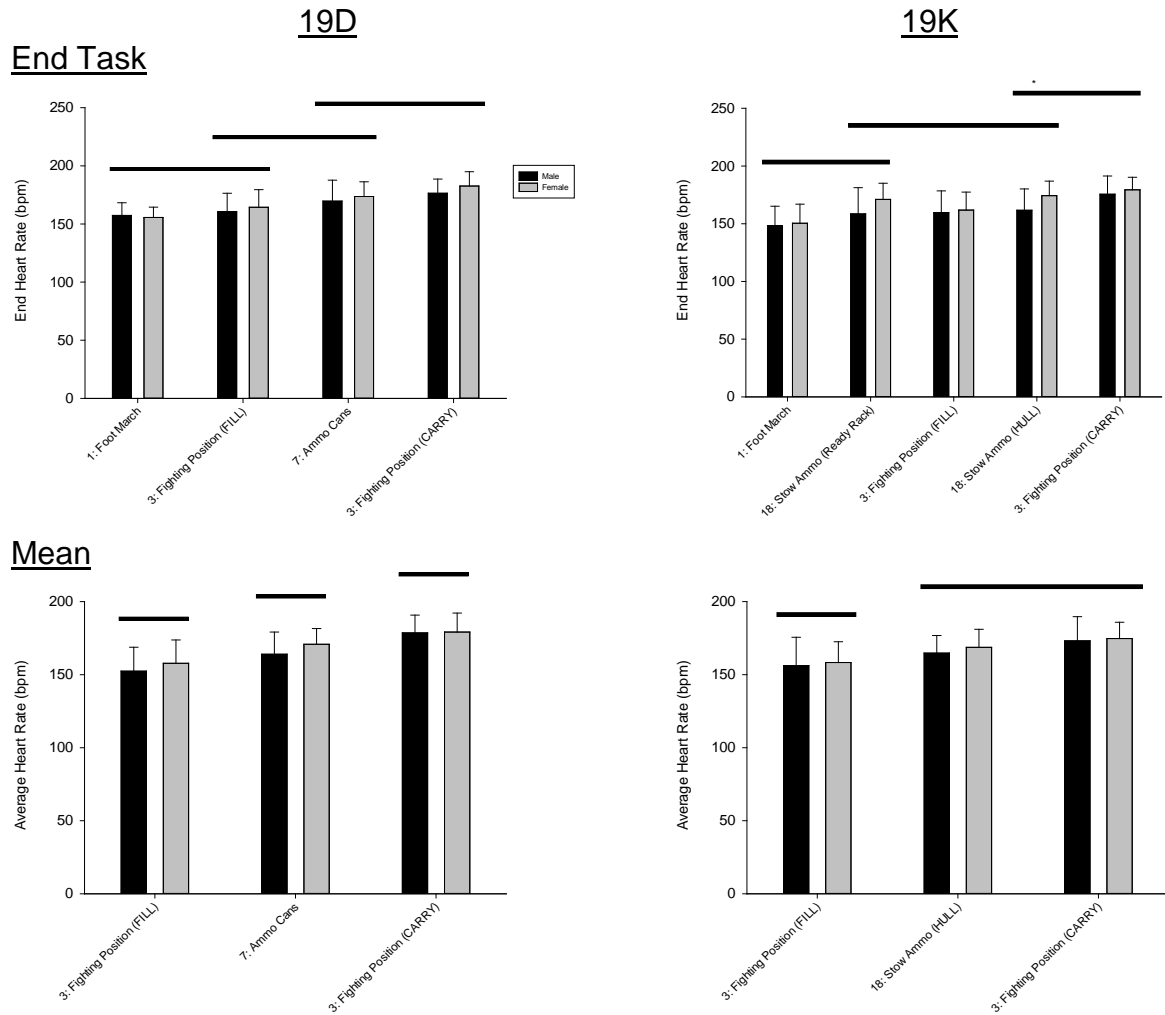 19D
19K
End Task
End Heart Rate (bpm)
250
200
150
100
50
0
1: Foot March
3: Fighting Position (FILL)
7: Ammo Cans
3: Fighting Position (CARRY)
Male
Female
*
End Heart Rate (bpm)
250
200
150
100
50
0
1: Foot March
18: Stow Ammo (Ready Rack)
3: Fighting Position (FILL)
18: Stow Ammo (HULL)
3: Fighting Position (CARRY)
Mean
Average Heart Rate (bpm)
200
150
100
50
0
3: Fighting Position (FILL)
7: Ammo Cans
3: Fighting Position (CARRY)
Average Heart Rate (bpm)
200
150
100
50
0
3: Fighting Position (FILL)
18: Stow Ammo (HULL)
3: Fighting Position (CARRY)